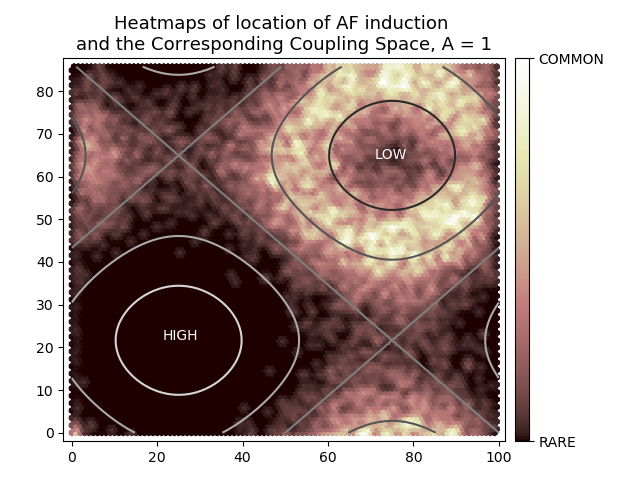 Heatmaps of location of AF induction
and the Corresponding Coupling Space, A = 1
COMMON
80
70
LOW
60
50
40
30
HIGH
20
10
0
RARE
0 20 40 60 80 100